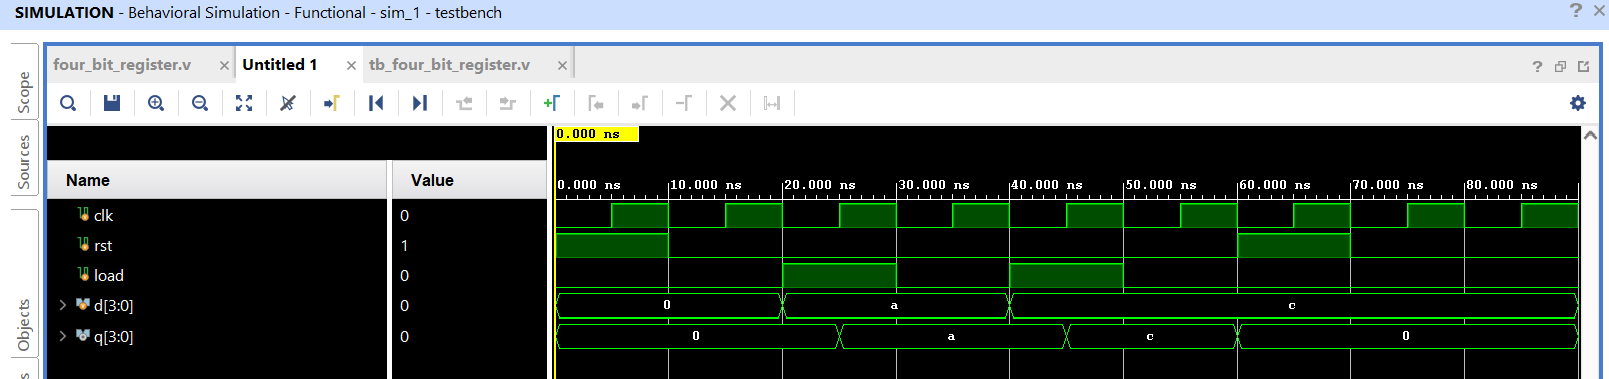 SIMULATION - Behavioral Simulation - Functional - sim_1 - testbench
? ×
Scope
Sources
Objects
s
four_bit_register.v ×
Untitled 1 ×
tb_four_bit_register.v ×
?
0.000 ns
Name Value
0.000 ns 10.000 ns 20.000 ns 30.000 ns 40.000 ns 50.000 ns 60.000 ns 70.000 ns 80.000 ns
clk 0
rst 1
load 0
> d[3:0] 0 0 a c
> q[3:0] 0 0 a c 0